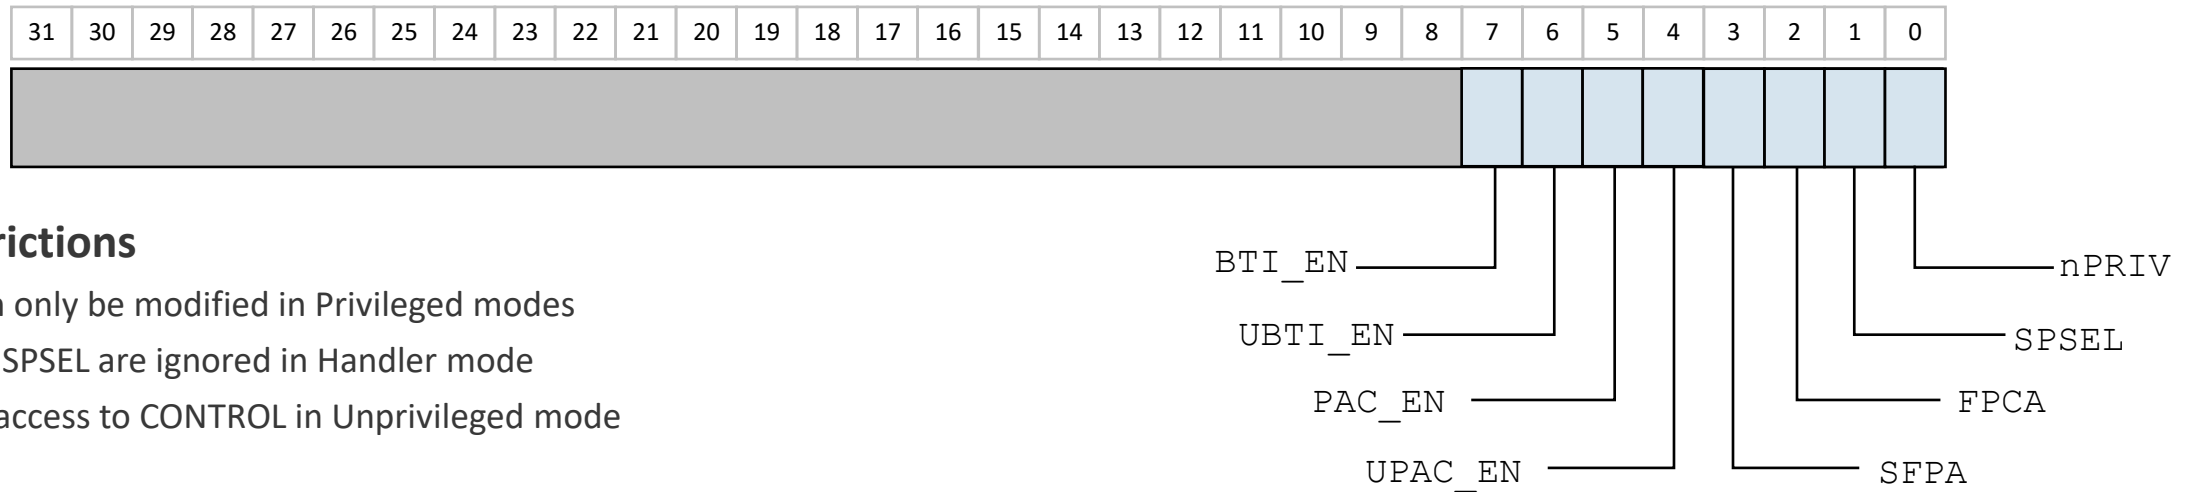 31 30 29 28 27 26 25 24 23 22 21 20 19 18 17 16 15 14 13 12 11 10 9 8 7 6 5 4 3 2 1 0
rictions
only be modified in Privileged modes
SPSEL are ignored in Handler mode
access to CONTROL in Unprivileged mode
BTI_EN
nPRIV
UBTI_EN
SPSEL
PAC_EN
FPCA
UPAC_EN
SFPA